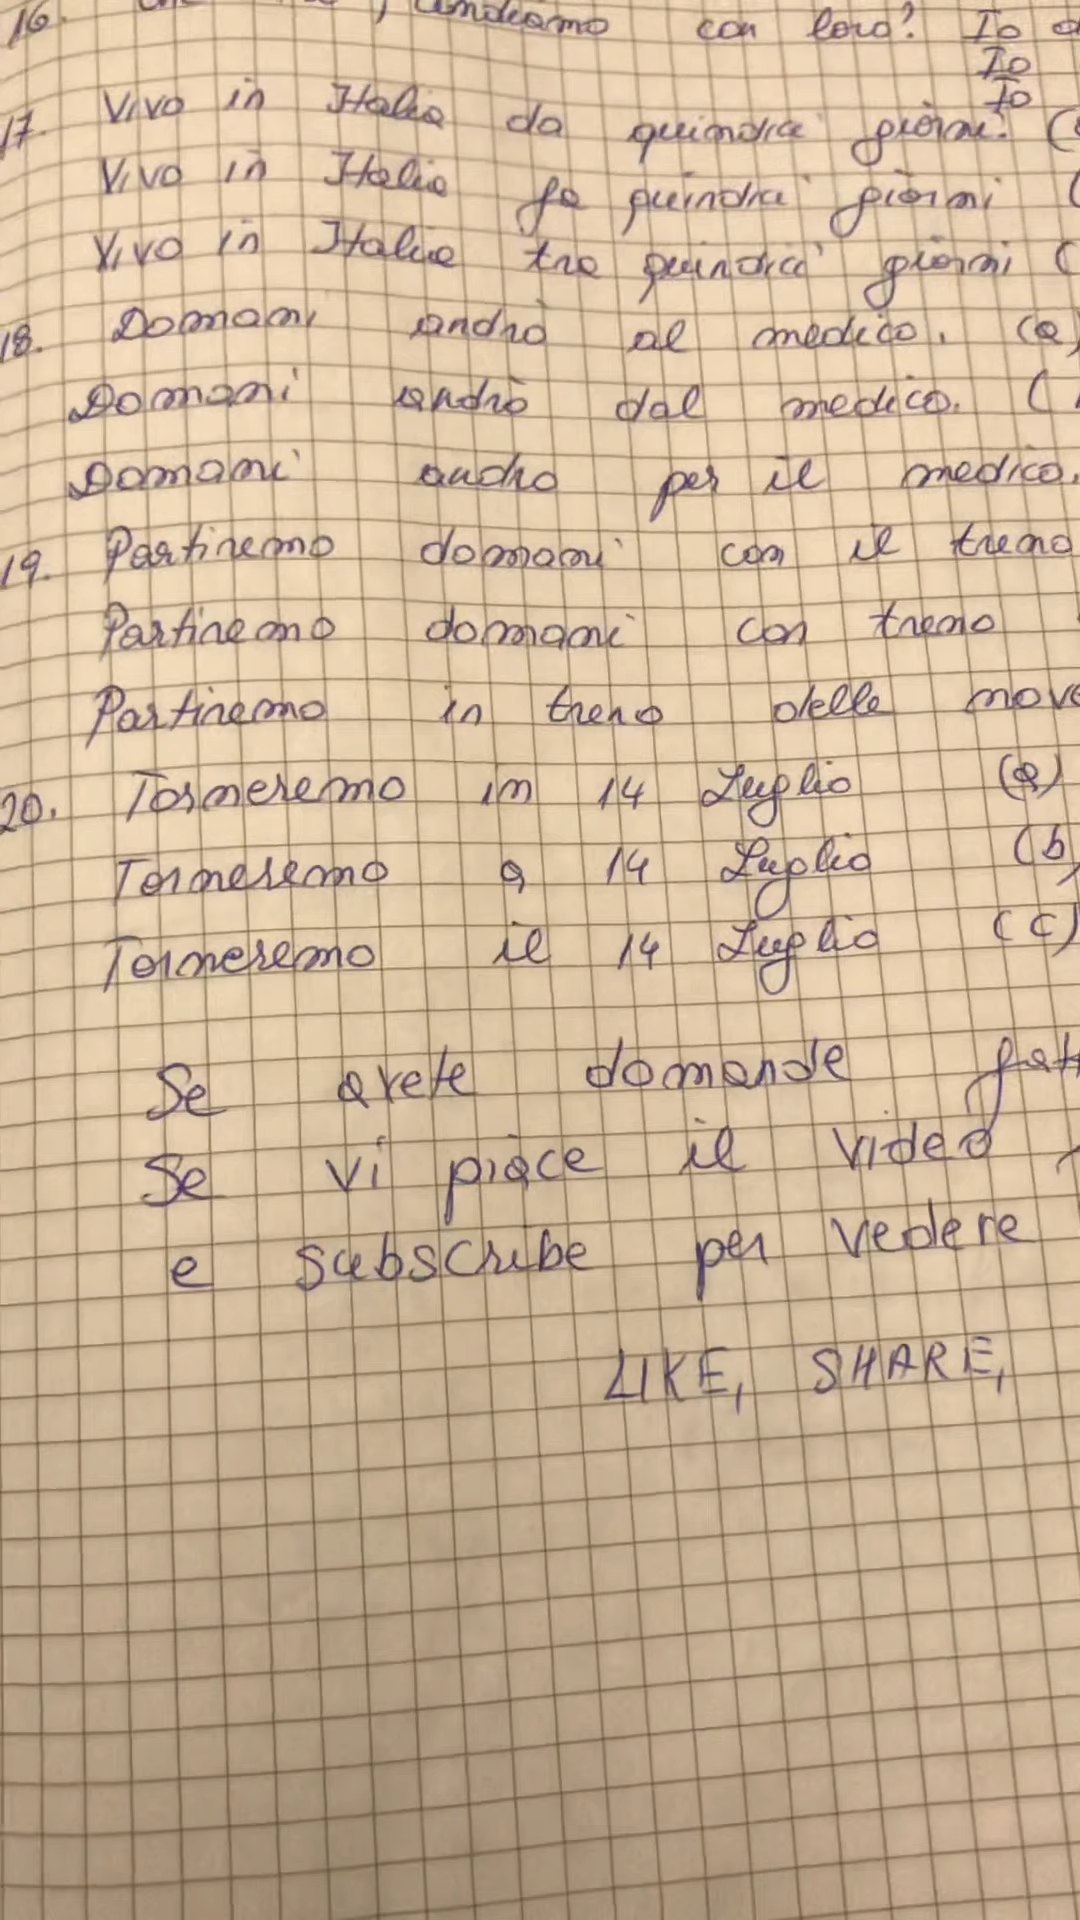 16. andiamo con loro? Io
Io
Io
17. Vivo in Italia da quindici giorni. (
Vivo in Italia fa quindici giorni (
Vivo in Italia tra quindici giorni (
18. Domani andrò al medico. (a)
Domani andrò dal medico. (
Domani andrò per il medico.
19. Partiremo domani con il treno
Partiremo domani con treno
Partiremo in treno delle nove
20. Torneremo in 14 Luglio (a)
Torneremo a 14 Luglio (b)
Torneremo il 14 Luglio (c)
Se avete domande fat
Se vi piace il video
e subscribe per vedere
LIKE, SHARE,